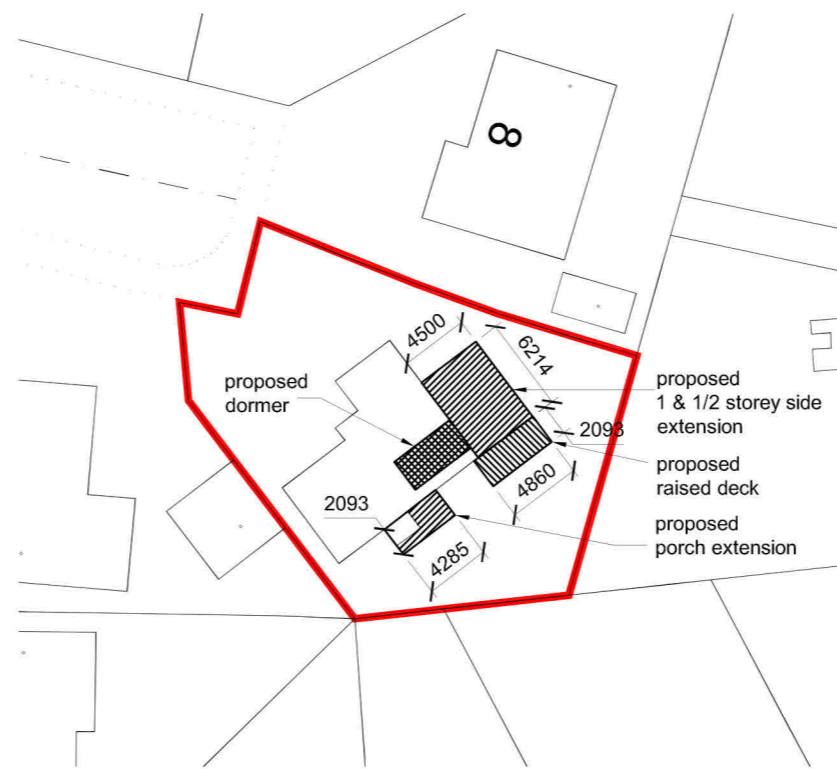 8
4500
6214
proposed
dormer
proposed
1 & 1/2 storey side
extension
2093
proposed
raised deck
4860
2093
proposed
porch extension
4285